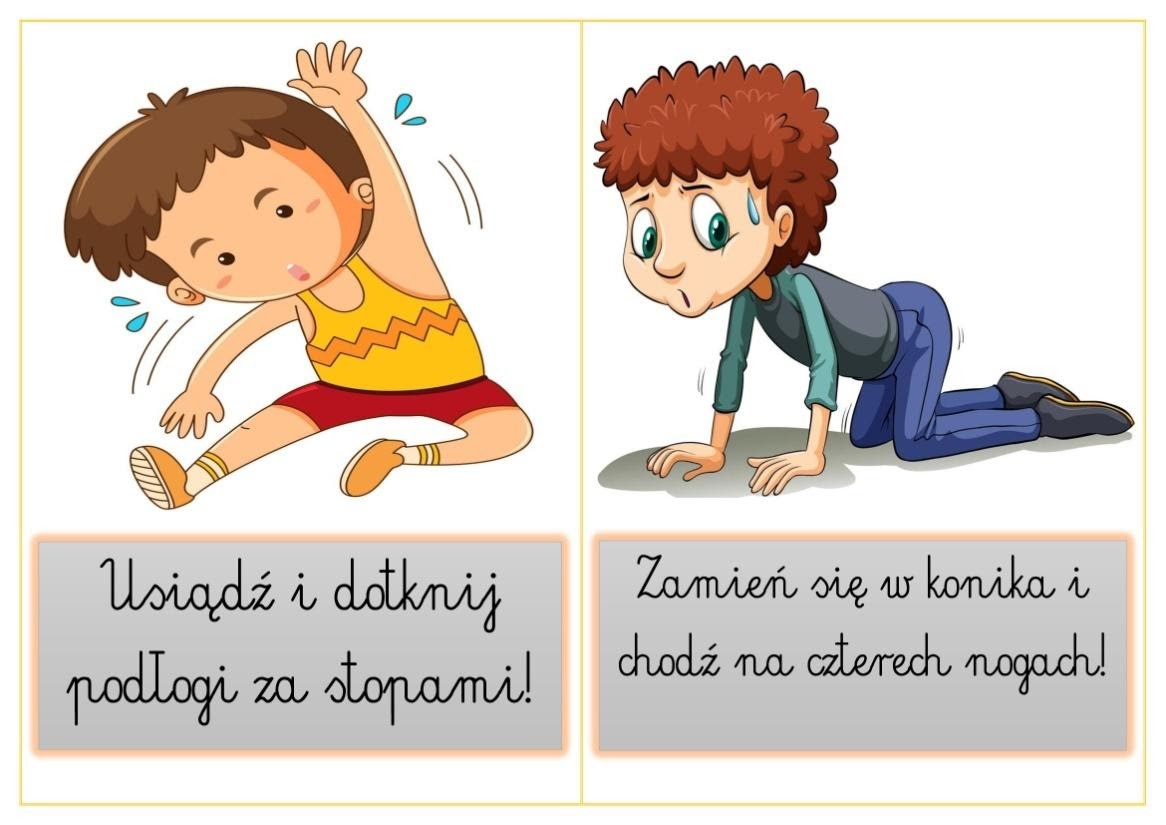 Usiądź i dotknij
podłogi za stopami!
Zamień się w konika i
chodź na czterech nogach!